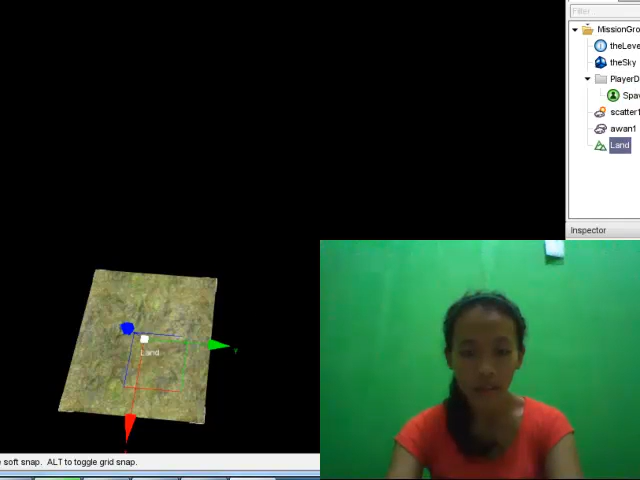 Filter
MissionGro
theLeve
theSky
PlayerD
Spaw
scatter1
awan1
Land
Inspector
Land
e soft snap. ALT to toggle grid snap.